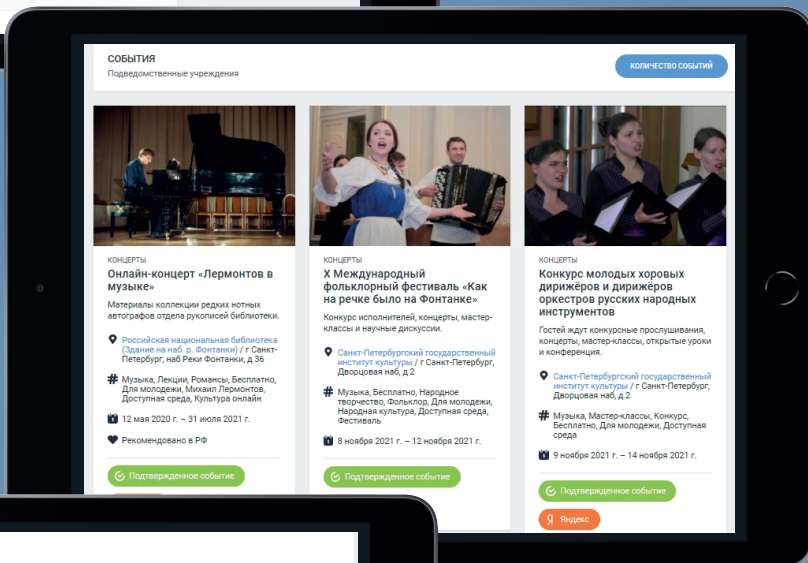 СОБЫТИЯ
Подведомственные учреждения
КОЛИЧЕСТВО СОБЫТИЙ
КОНЦЕРТЫ
Онлайн-концерт «Лермонтов в
музыке»
Материалы коллекции редких нотных
автографов отдела рукописей библиотеки.
Российская национальная библиотека
(Здание на наб. р. Фонтанки) / г Санкт-
Петербург, наб Реки Фонтанки, д 36
# Музыка, Лекции, Романсы, Бесплатно,
Для молодежи, Михаил Лермонтов,
Доступная среда, Культура онлайн
12 мая 2020 г. – 31 июля 2021 г.
Рекомендовано в РФ
Подтвержденное событие
КОНЦЕРТЫ
X Международный
фольклорный фестиваль «Как
на речке было на Фонтанке»
Конкурс исполнителей, концерты, мастер-
классы и научные дискуссии.
Санкт-Петербургский государственный
институт культуры / г Санкт-Петербург,
Дворцовая наб, д 2
# Музыка, Бесплатно, Народное
творчество, Фольклор, Для молодежи,
Народная культура, Доступная среда,
Фестиваль
8 ноября 2021 г. – 12 ноября 2021 г.
Подтвержденное событие
КОНЦЕРТЫ
Конкурс молодых хоровых
дирижёров и дирижёров
оркестров русских народных
инструментов
Гостей ждут конкурсные прослушивания,
концерты, мастер-классы, открытые уроки
и конференция.
Санкт-Петербургский государственный
институт культуры / г Санкт-Петербург,
Дворцовая наб, д 2
# Музыка, Мастер-классы, Конкурс,
Бесплатно, Для молодежи, Доступная
среда
9 ноября 2021 г. – 14 ноября 2021 г.
Подтвержденное событие
Я Яндекс